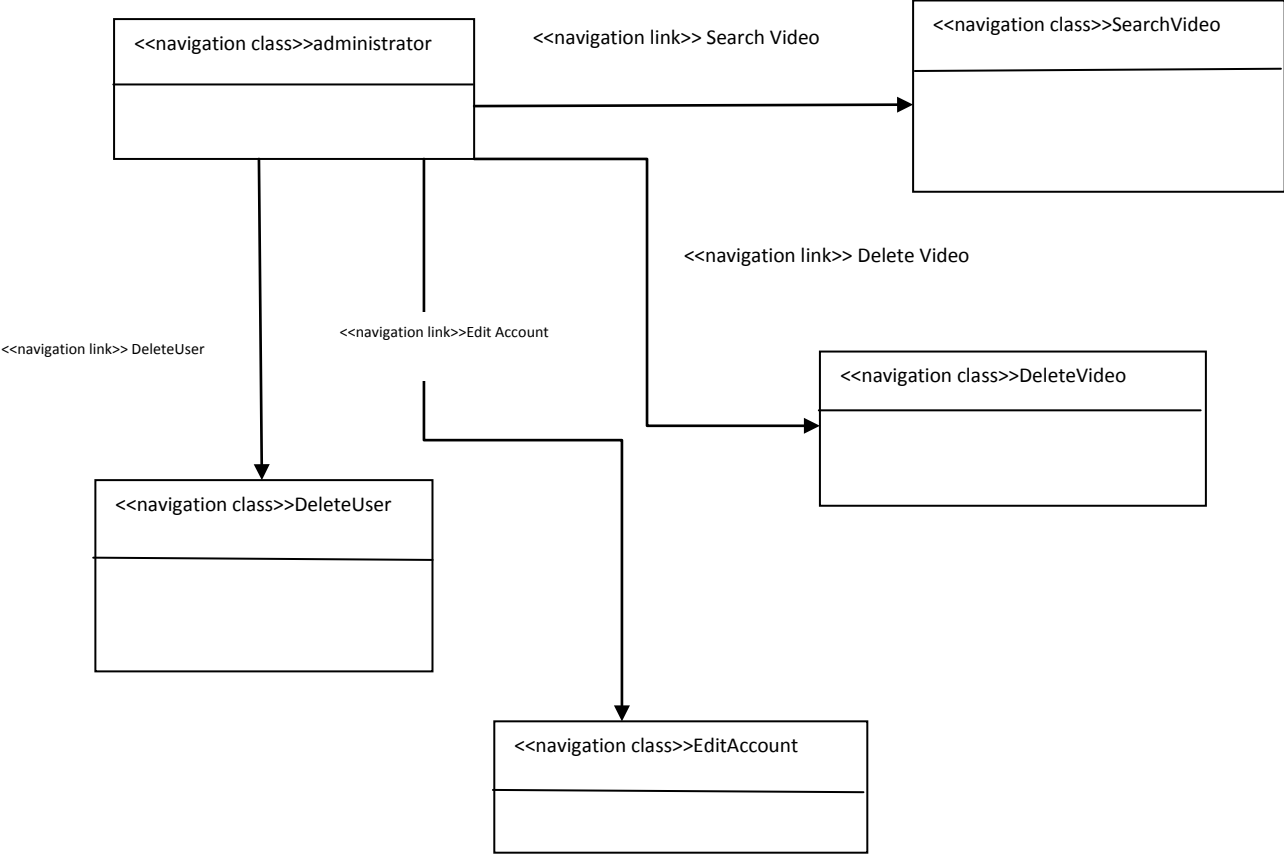 <<navigation class>>administrator
<<navigation link>> Search Video
<<navigation class>>SearchVideo
<<navigation link>> Delete Video
<<navigation link>>Edit Account
<<navigation link>> DeleteUser
<<navigation class>>DeleteVideo
<<navigation class>>DeleteUser
<<navigation class>>EditAccount